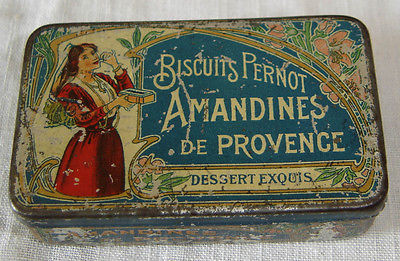 BISCUITS PERNOT
AMANDINES
DE PROVENCE
DESSERT EXQUIS